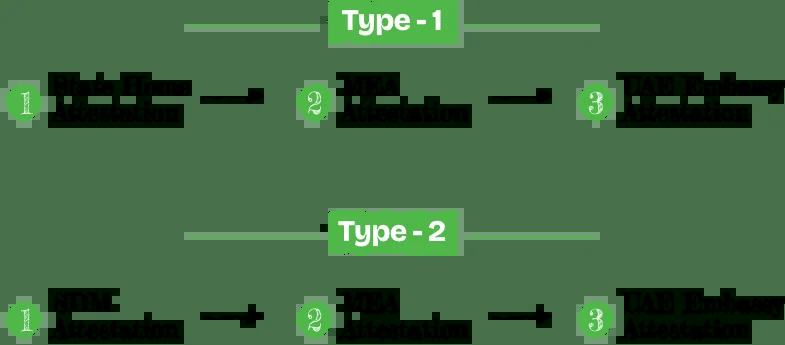 Type - 1
1 State Home Attestation
2 MEA Attestation
3 UAE Embassy Attestation
Type - 2
1 SDM Attestation
2 MEA Attestation
3 UAE Embassy Attestation